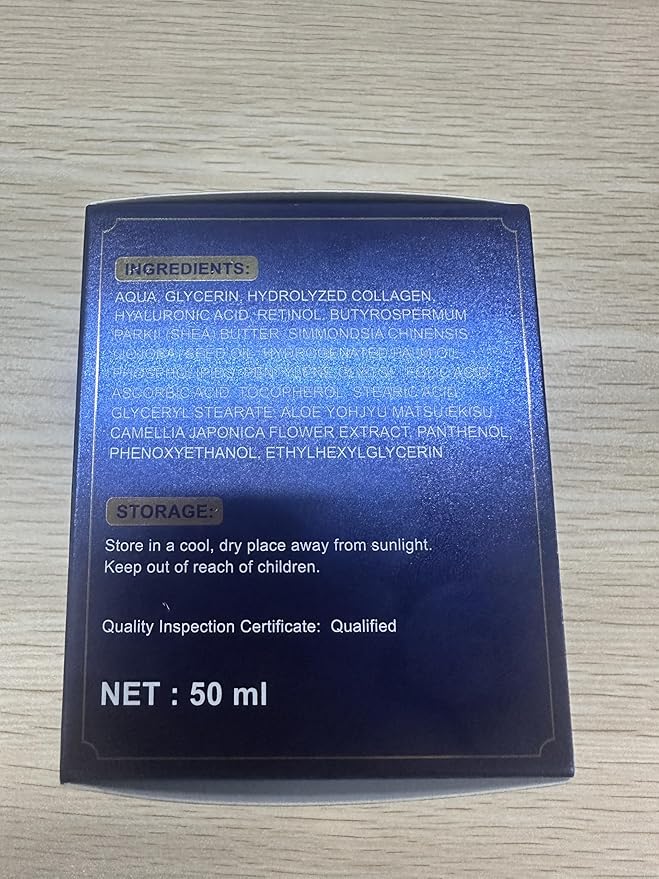 INGREDIENTS:
AQUA, GLYCERIN, HYDROLYZED COLLAGEN,
HYALURONIC ACID, RETINOL, BUTYROSPERMUM
PARKII (SHEA) BUTTER, SIMMONDSIA CHINENSIS
(JOJOBA) SEED OIL, HYDROGENATED PALM OIL,
ACID,
ASCORBIC ACID, TOCOPHEROL, STEARIC ACID,
GLYCERYL STEARATE, ALOE YOHJYU MATSU EKISU,
CAMELLIA JAPONICA FLOWER EXTRACT, PANTHENOL,
PHENOXYETHANOL, ETHYLHEXYLGLYCERIN
STORAGE:
Store in a cool, dry place away from sunlight.
Keep out of reach of children.
Quality Inspection Certificate: Qualified
NET : 50 ml